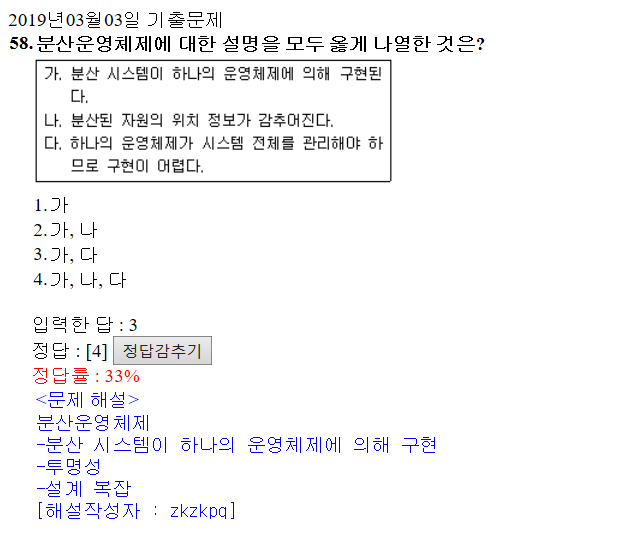 2019년03월03일 기출문제
58. 분산운영체제에 대한 설명을 모두 옳게 나열한 것은?
가. 분산 시스템이 하나의 운영체제에 의해 구현된
다.
나. 분산된 자원의 위치 정보가 감추어진다.
다. 하나의 운영체제가 시스템 전체를 관리해야 하
므로 구현이 어렵다.
1. 가
2. 가, 나
3. 가, 다
4. 가, 나, 다
입력한 답 : 3
정답 : [4] 정답감추기
정답률 : 33%
<문제 해설>
분산운영체제
-분산 시스템이 하나의 운영체제에 의해 구현
-투명성
-설계 복잡
[해설작성자 : zkzkpq]